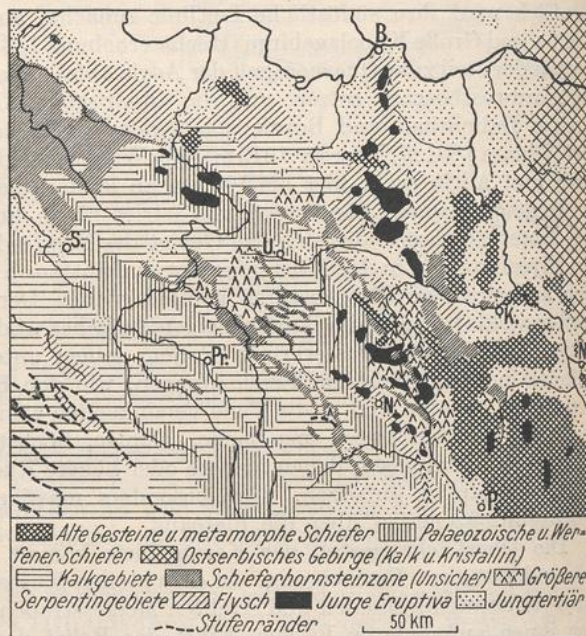 B.
S.
U.
K.
N
Pr.
N.
P.
Alte Gesteine u. metamorphe Schiefer Palaeozoische u. Wer-
fener Schiefer Ostserbisches Gebirge (Kalk u. Kristallin)
Kalkgebiete Schieferhornsteinzone (Unsicher) Größere
Serpentingebiete Flysch Junge Eruptiva Jungtertiär
Stufenränder 50 km